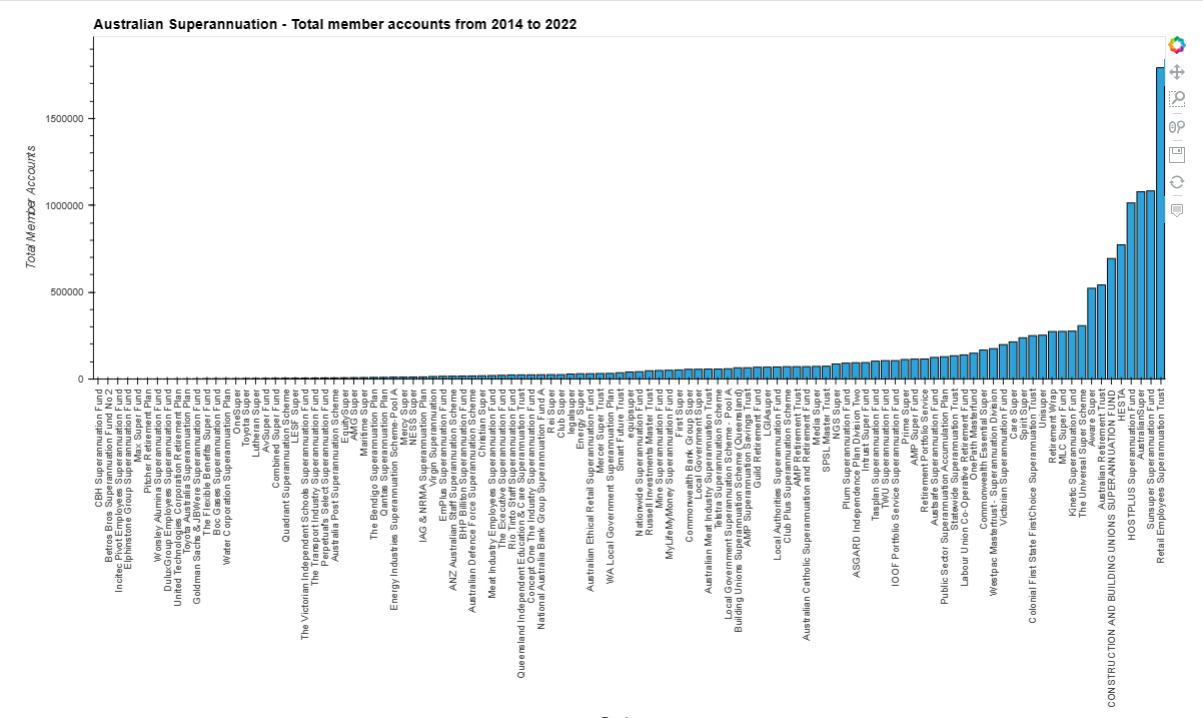 Australian Superannuation - Total member accounts from 2014 to 2022
Total Member Accounts
1500000
1000000
500000
0
CBH Superannuation Fund
Betros Bros Superannuation Fund No 2
Incitec Pivot Employees Superannuation Fund
Elphinstone Group Superannuation Fund
Max Super Fund
Pitcher Retirement Plan
Worsley Alumina Superannuation Fund
DuluxGroup Employees Superannuation Fund
United Technologies Corporation Retirement Plan
Toyota Australia Superannuation Plan
Goldman Sachs & JBWere Superannuation Fund
The Flexible Benefits Super Fund
Boc Gases Superannuation Fund
Water Corporation Superannuation Plan
OneSuper
Toyota Super
Lutheran Super
AvSuper Fund
Combined Super Fund
Quadrant Superannuation Scheme
ESI Super
The Victorian Independent Schools Superannuation Fund
The Transport Industry Superannuation Fund
Perpetual's Select Superannuation Fund
Australia Post Superannuation Scheme
EquitySuper
AMG Super
Maritime Super
The Bendigo Superannuation Plan
Qantas Superannuation Plan
Energy Industries Superannuation Scheme-Pool A
Mercy Super
NESS Super
IAG & NRMA Superannuation Plan
Virgin Superannuation
EmPlus Superannuation Fund
ANZ Australian Staff Superannuation Scheme
BHP Billiton Superannuation Fund
Australian Defence Force Superannuation Scheme
Christian Super
Meat Industry Employees Superannuation Fund
The Executive Superannuation Fund
Rio Tinto Staff Superannuation Fund
Queensland Independent Education & Care Superannuation Trust
Concept One The Industry Superannuation Fund
National Australia Bank Group Superannuation Fund A
Rei Super
Club Super
legalsuper
Energy Super
Australian Ethical Retail Superannuation Fund
Mercer Super Trust
WA Local Government Superannuation Plan
Smart Future Trust
equipsuper
Nationwide Superannuation Fund
Russell Investments Master Trust
Mine Superannuation Fund
MyLifeMyMoney Superannuation Fund
First Super
Commonwealth Bank Group Super
Local Government Super
Australian Meat Industry Superannuation Trust
Telstra Superannuation Scheme
Local Government Superannuation Scheme - Pool A
Building Unions Superannuation Scheme (Queensland)
AMP Superannuation Savings Trust
Guild Retirement Fund
LGIAsuper
Local Authorities Superannuation Fund
Club Plus Superannuation Scheme
AMP Retirement Trust
Australian Catholic Superannuation and Retirement Fund
Media Super
SPSL Master Trust
NGS Super
Plum Superannuation Fund
ASGARD Independence Plan Division Two
Intrust Super Fund
Tasplan Superannuation Fund
TWU Superannuation Fund
IOOF Portfolio Service Superannuation Fund
Prime Super
AMP Super Fund
Retirement Portfolio Service
Austsafe Superannuation Fund
Public Sector Superannuation Accumulation Plan
Statewide Superannuation Trust
Labour Union Co-Operative Retirement Fund
OnePath Masterfund
Commonwealth Essential Super
Westpac Mastertrust - Superannuation Division
Victorian Superannuation Fund
Care Super
Spirit Super
Colonial First State FirstChoice Superannuation Trust
Unisuper
Retirement Wrap
MLC Super Fund
Kinetic Superannuation Fund
The Universal Super Scheme
Aware Super
Australian Retirement Trust
CONSTRUCTION AND BUILDING UNIONS SUPERANNUATION FUND
HESTA
HOSTPLUS Superannuation Fund
AustralianSuper
Sunsuper Superannuation Fund
Retail Employees Superannuation Trust